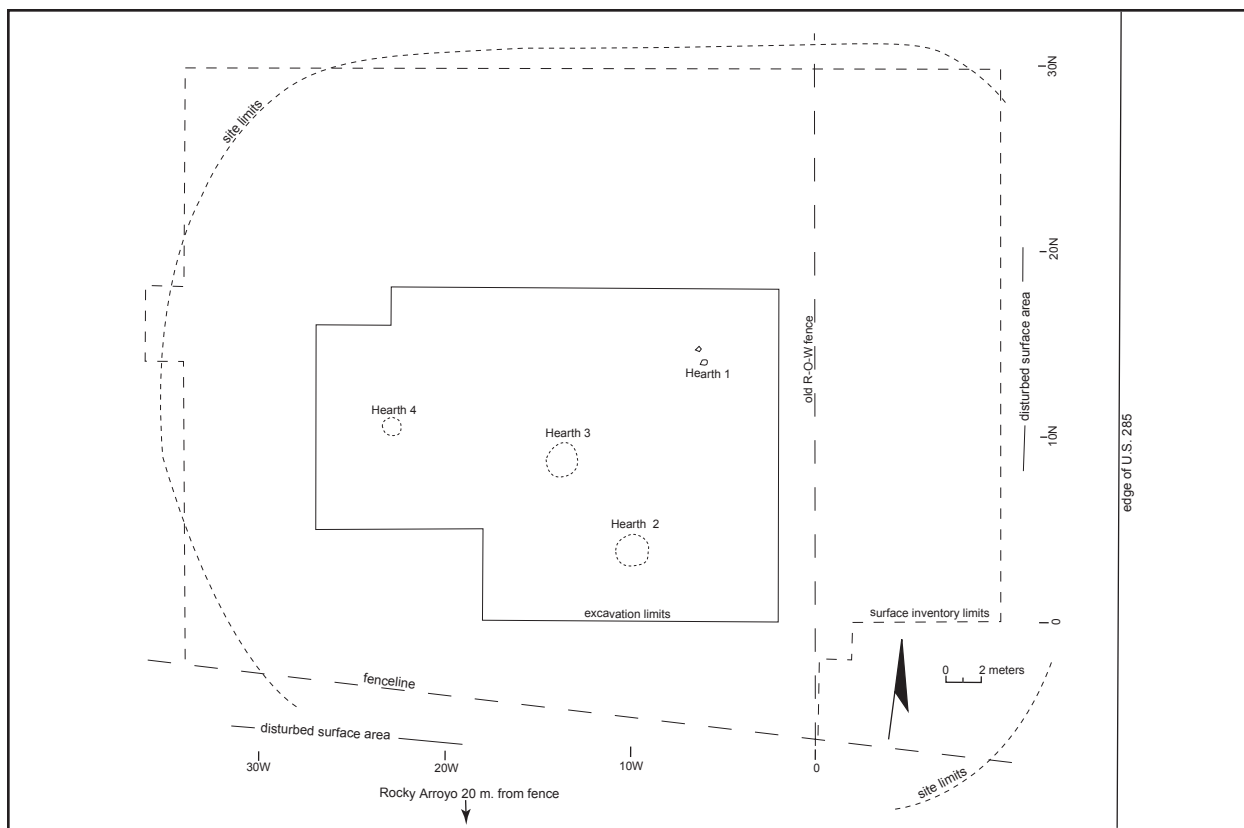 30N
site limits
20N
old R-O-W fence
disturbed surface area
Hearth 1
Hearth 4
Hearth 3
10N
edge of U.S. 285
Hearth 2
excavation limits
surface inventory limits
0
0 2 meters
fenceline
disturbed surface area
30W
20W
10W
0
site limits
Rocky Arroyo 20 m. from fence